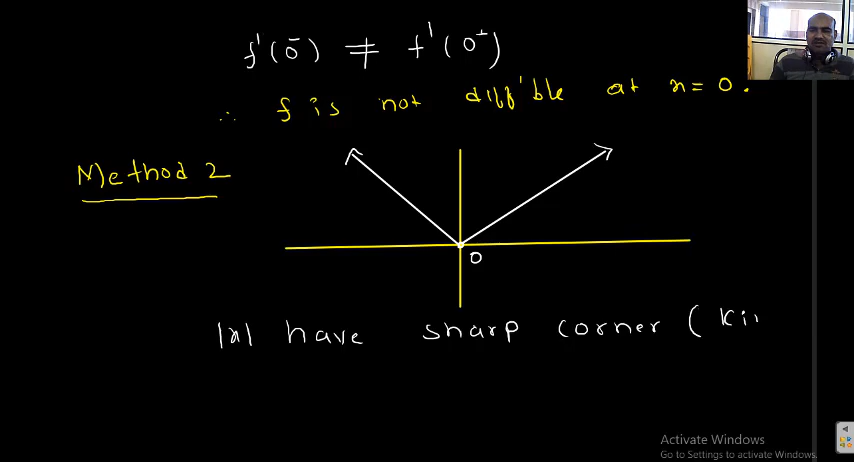 f'(0⁻) ≠ f'(0⁺)
∴ f is not diff'ble at x=0.
Method 2
0
|x| have sharp corner (Ki
Activate Windows
Go to Settings to activate Windows.